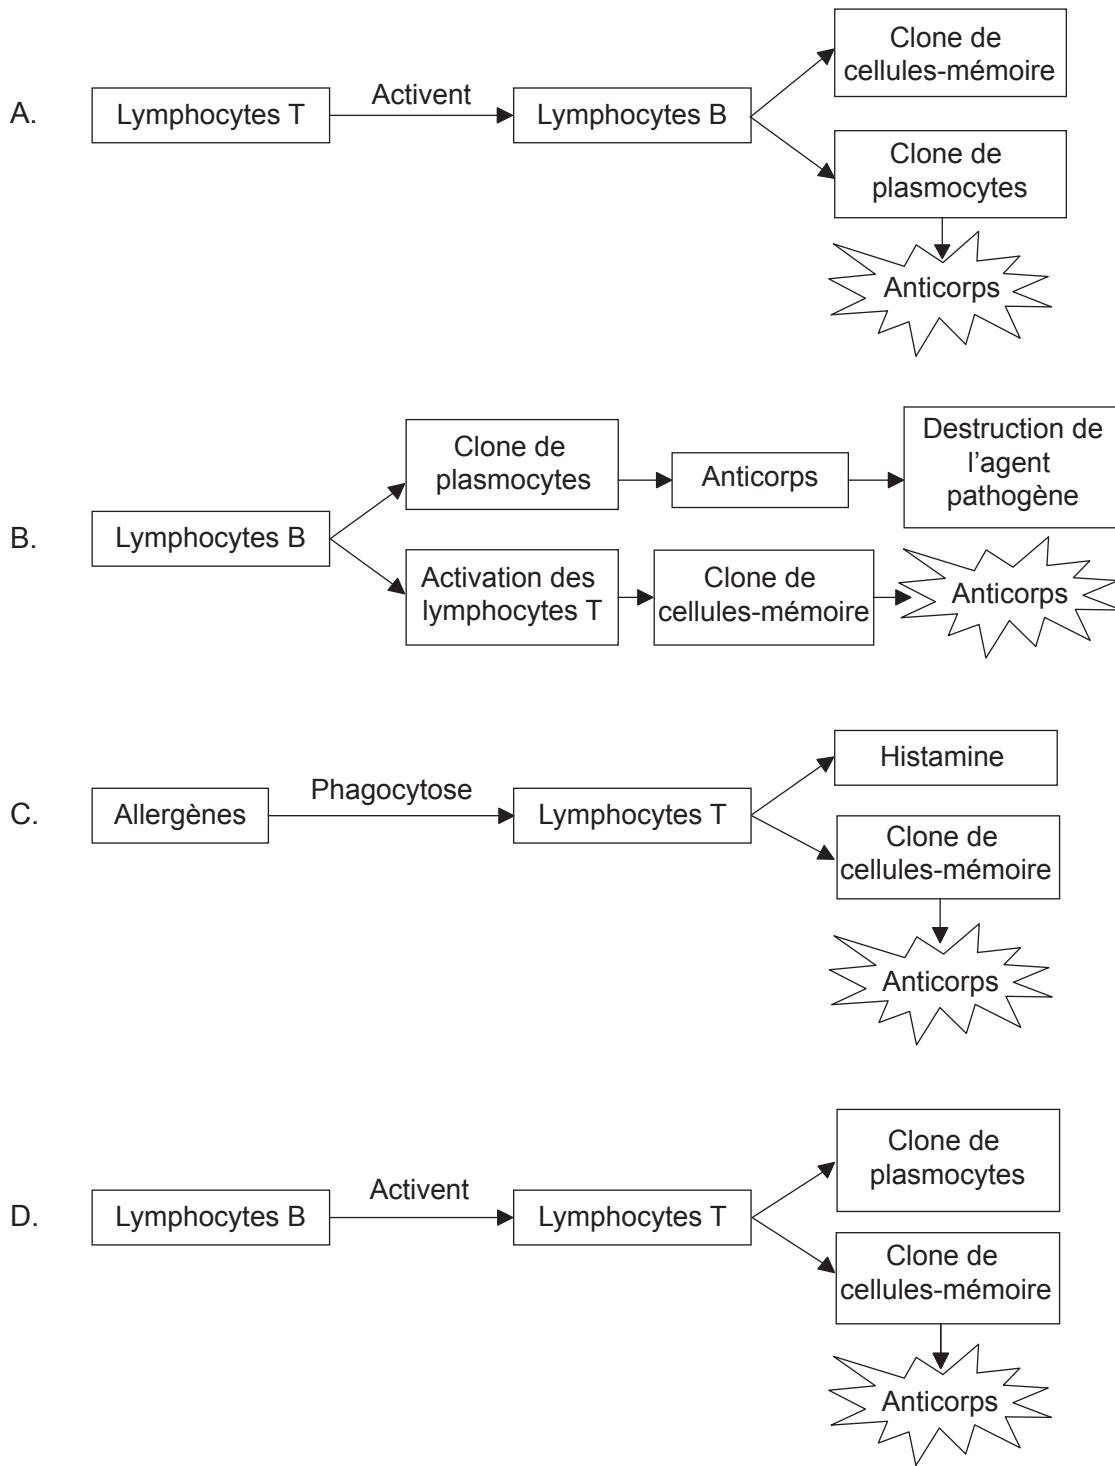 A.
Lymphocytes T
Activent
Lymphocytes B
Clone de
cellules-mémoire
Clone de
plasmocytes
Anticorps
B.
Lymphocytes B
Clone de
plasmocytes
Anticorps
Destruction de
l'agent
pathogène
Activation des
lymphocytes T
Clone de
cellules-mémoire
Anticorps
C.
Allergènes
Phagocytose
Lymphocytes T
Histamine
Clone de
cellules-mémoire
Anticorps
D.
Lymphocytes B
Activent
Lymphocytes T
Clone de
plasmocytes
Clone de
cellules-mémoire
Anticorps